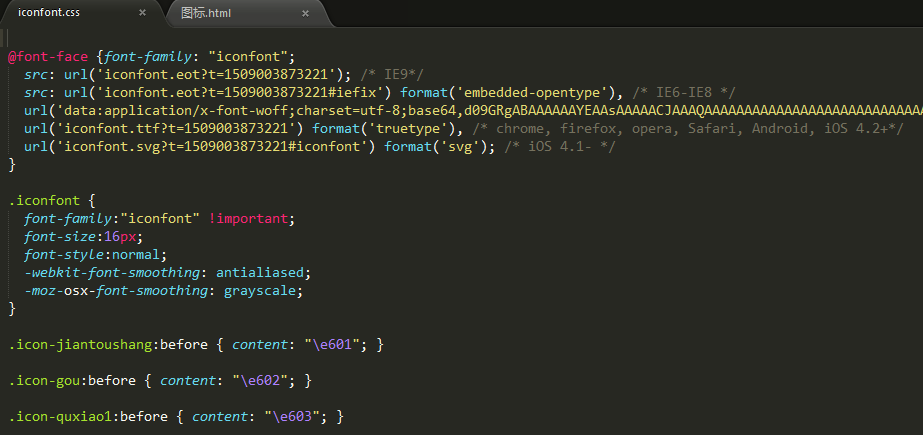 iconfont.css × 图标.html ×
@font-face {font-family: "iconfont";
src: url('iconfont.eot?t=1509003873221'); /* IE9*/
src: url('iconfont.eot?t=1509003873221#iefix') format('embedded-opentype'), /* IE6-IE8 */
url('data:application/x-font-woff;charset=utf-8;base64,d09GRgABAAAAAAYEAAsAAAAACJAAAQAAAAAAAAAAAAAAAAAAAAAAAAAAAAA
url('iconfont.ttf?t=1509003873221') format('truetype'), /* chrome, firefox, opera, Safari, Android, iOS 4.2+*/
url('iconfont.svg?t=1509003873221#iconfont') format('svg'); /* iOS 4.1- */
}
.iconfont {
font-family:"iconfont" !important;
font-size:16px;
font-style:normal;
-webkit-font-smoothing: antialiased;
-moz-osx-font-smoothing: grayscale;
}
.icon-jiantoushang:before { content: "\e601"; }
.icon-gou:before { content: "\e602"; }
.icon-quxiao1:before { content: "\e603"; }